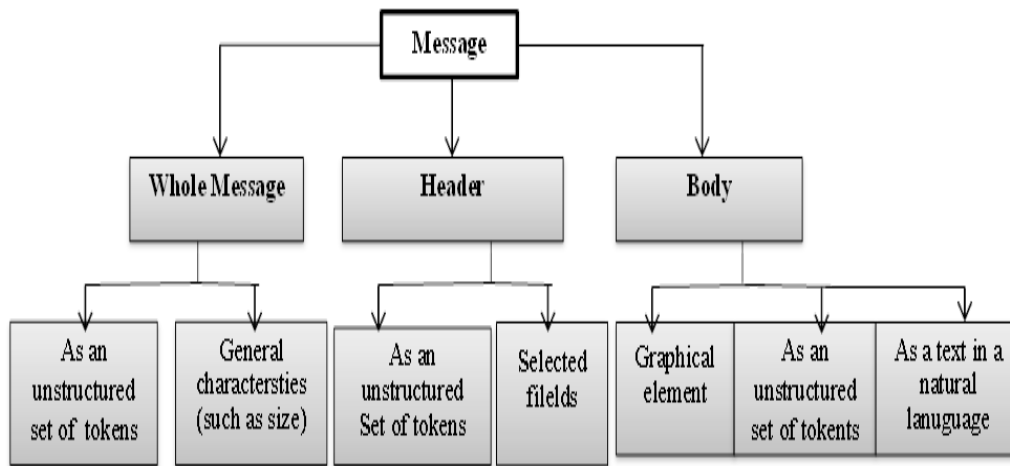 Message
Whole Message
Header
Body
As an
unstructured
set of tokens
General
charactersties
(such as size)
As an
unstructured
Set of tokens
Selected
filelds
Graphical
element
As an
unstructured
set of tokents
As a text in a
natural
lanuguage